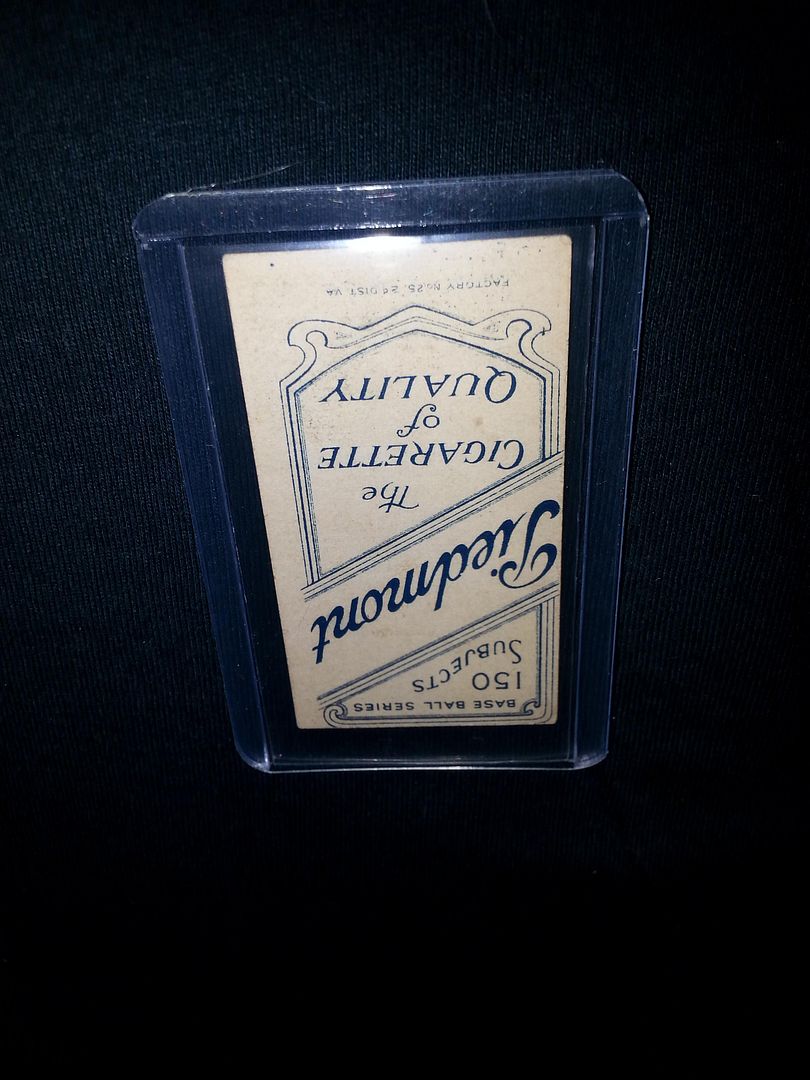 BASE BALL SERIES
150
SUBJECTS
Piedmont
The
CIGARETTE
of
QUALITY
FACTORY No 25, 2d DIST. VA.